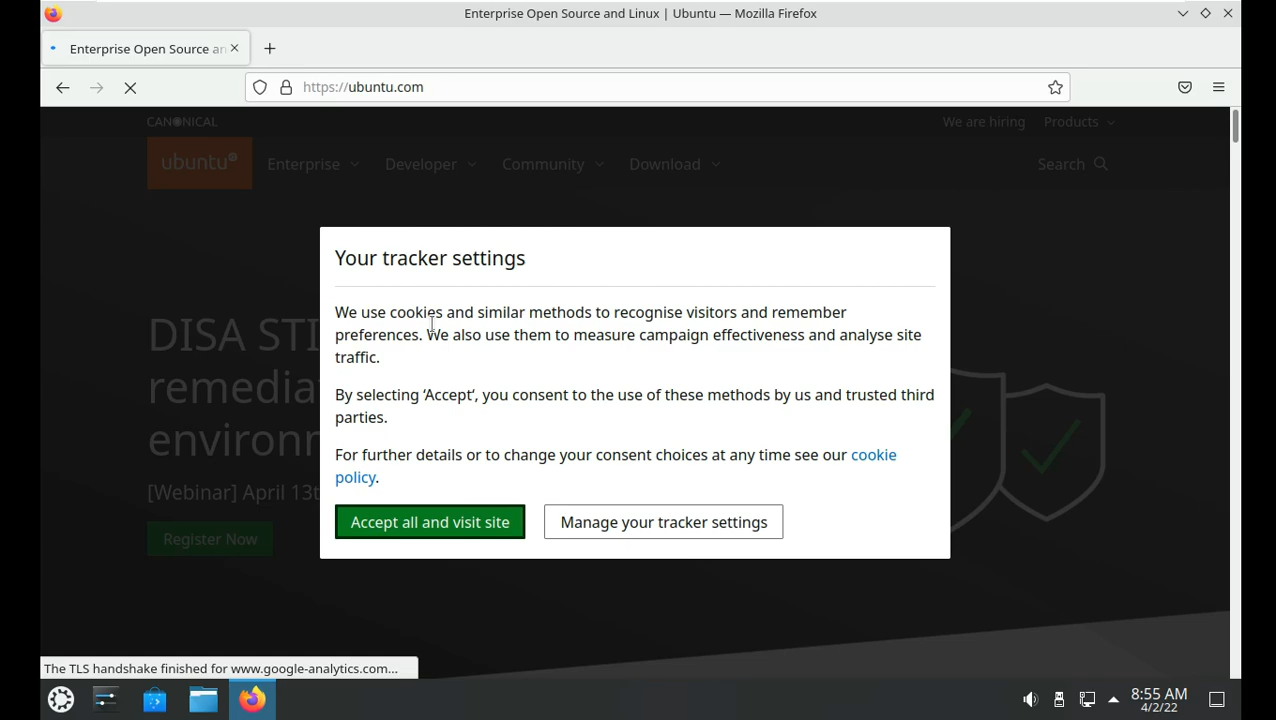 Enterprise Open Source and Linux | Ubuntu — Mozilla Firefox
Enterprise Open Source an
https://ubuntu.com
CANONICAL
We are hiring Products
ubuntu Enterprise Developer Community Download Search
Your tracker settings
We use cookies and similar methods to recognise visitors and remember
preferences. We also use them to measure campaign effectiveness and analyse site
traffic.
By selecting ‘Accept‘, you consent to the use of these methods by us and trusted third
parties.
For further details or to change your consent choices at any time see our cookie
policy.
Accept all and visit site Manage your tracker settings
DISA STI
remedia
environ
[Webinar] April 13t
Register Now
The TLS handshake finished for www.google-analytics.com...
8:55 AM
4/2/22